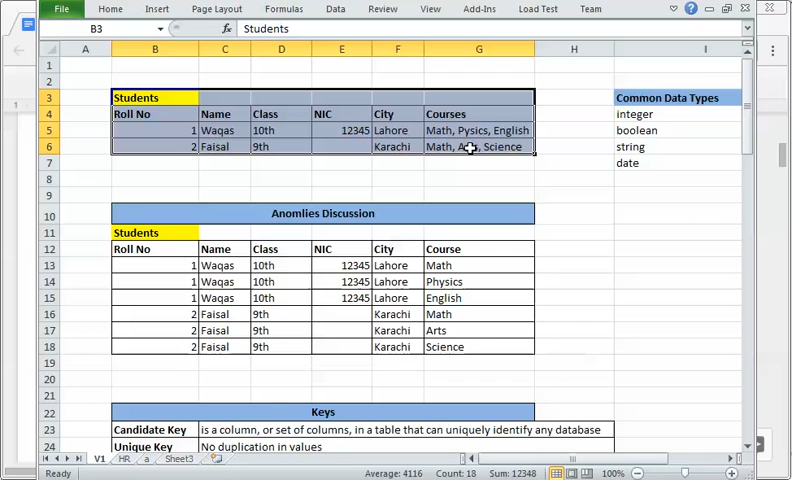 File Home Insert Page Layout Formulas Data Review View Add-Ins Load Test Team
B3 fx Students
A B C D E F G H I
1
2
3 Students Common Data Types
4 Roll No Name Class NIC City Courses integer
5 1 Waqas 10th 12345 Lahore Math, Pysics, English boolean
6 2 Faisal 9th Karachi Math, Arts, Science string
7 date
8
9
10 Anomlies Discussion
11 Students
12 Roll No Name Class NIC City Course
13 1 Waqas 10th 12345 Lahore Math
14 1 Waqas 10th 12345 Lahore Physics
15 1 Waqas 10th 12345 Lahore English
16 2 Faisal 9th Karachi Math
17 2 Faisal 9th Karachi Arts
18 2 Faisal 9th Karachi Science
19
20
21
22 Keys
23 Candidate Key is a column, or set of columns, in a table that can uniquely identify any database
24 Unique Key No duplication in values
V1 HR a Sheet3
Ready Average: 4116 Count: 18 Sum: 12348 100%